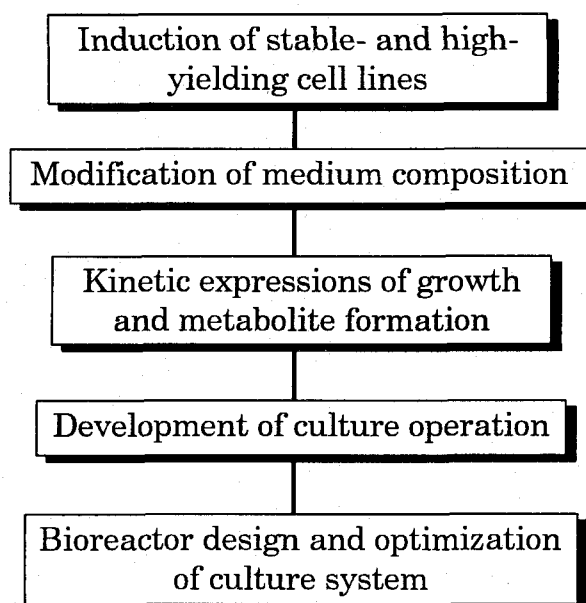 Induction of stable- and high-
yielding cell lines
Modification of medium composition
Kinetic expressions of growth
and metabolite formation
Development of culture operation
Bioreactor design and optimization
of culture system